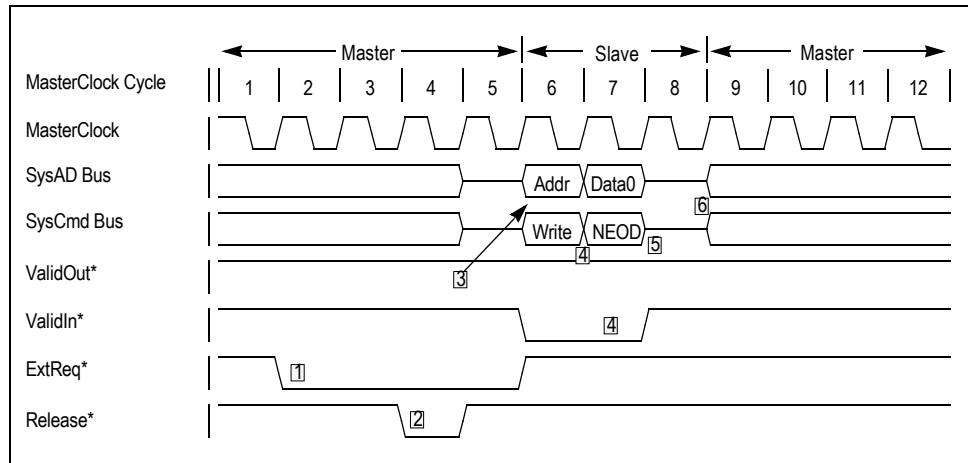 Master Slave Master
MasterClock Cycle 1 2 3 4 5 6 7 8 9 10 11 12
MasterClock
SysAD Bus Addr Data0
6
SysCmd Bus Write NEOD
4 5
3
ValidOut*
ValidIn* 4
ExtReq* 1
Release* 2